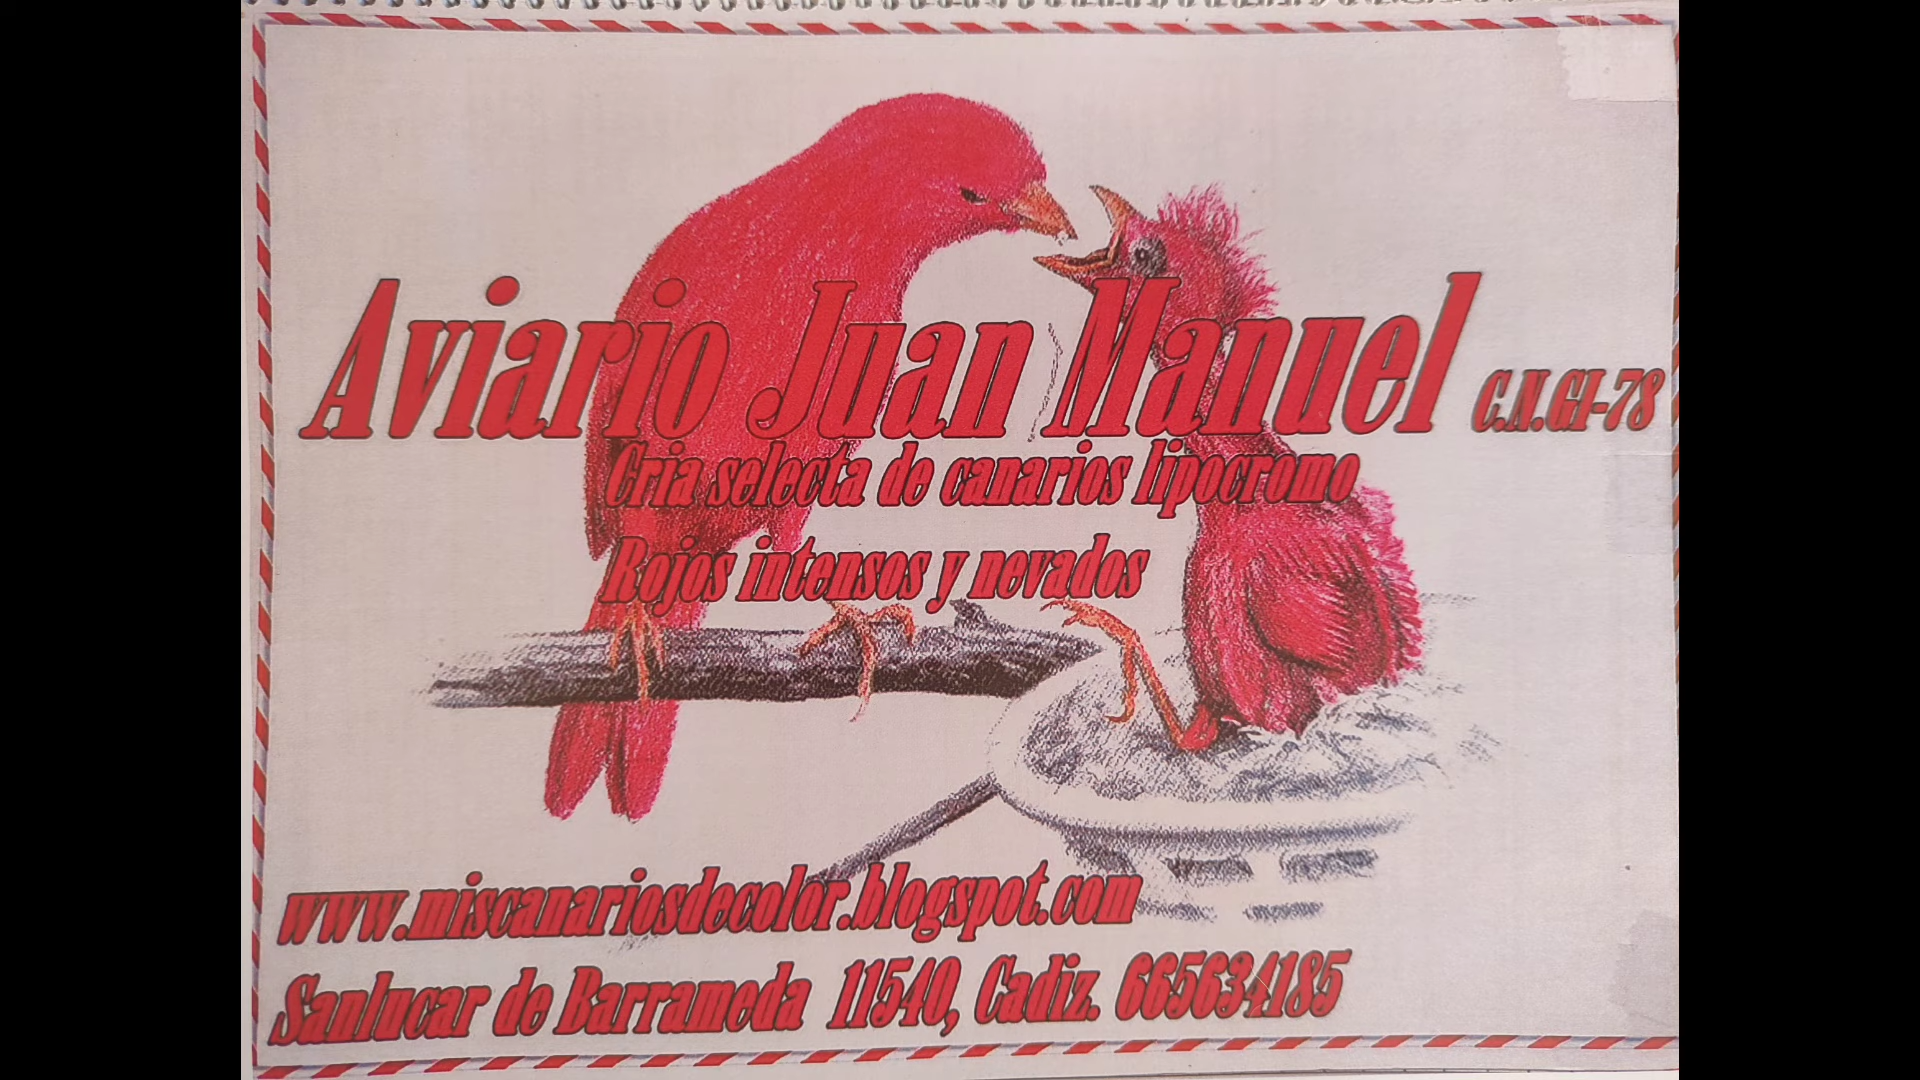 Aviario Juan Manuel C.N.GI-78
Cria selecta de canarios lipocromo
Rojos intensos y nevados
www.miscanariosdecolor.blogspot.com
Sanlucar de Barrameda 11540, Cadiz. 665634185